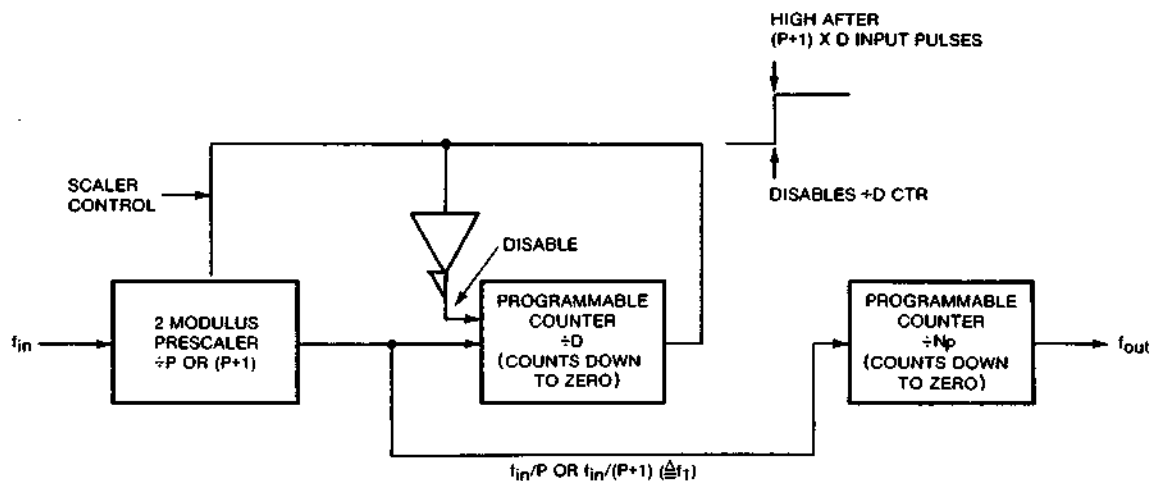 HIGH AFTER
(P+1) X D INPUT PULSES
SCALER
CONTROL
DISABLES ÷D CTR
DISABLE
fin
2 MODULUS
PRESCALER
÷P OR (P+1)
PROGRAMMABLE
COUNTER
÷D
(COUNTS DOWN
TO ZERO)
PROGRAMMABLE
COUNTER
÷Np
(COUNTS DOWN
TO ZERO)
fout
fin/P OR fin/(P+1) (≜f1)